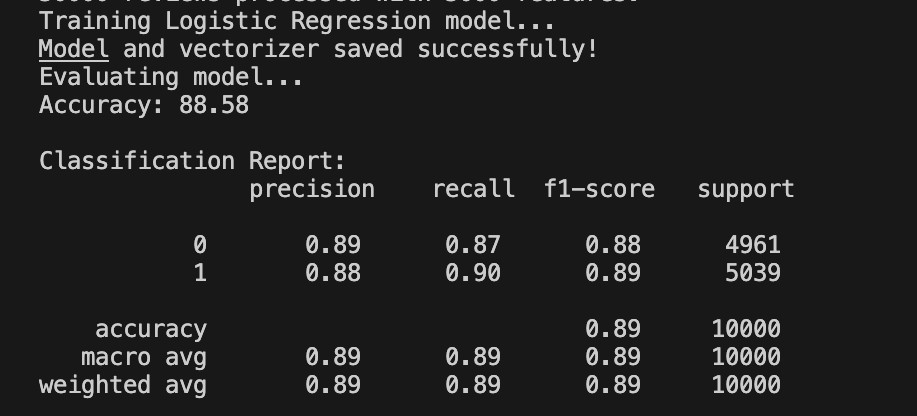 Training Logistic Regression model...
Model and vectorizer saved successfully!
Evaluating model...
Accuracy: 88.58
Classification Report:
precision recall f1-score support
0 0.89 0.87 0.88 4961
1 0.88 0.90 0.89 5039
accuracy 0.89 10000
macro avg 0.89 0.89 0.89 10000
weighted avg 0.89 0.89 0.89 10000